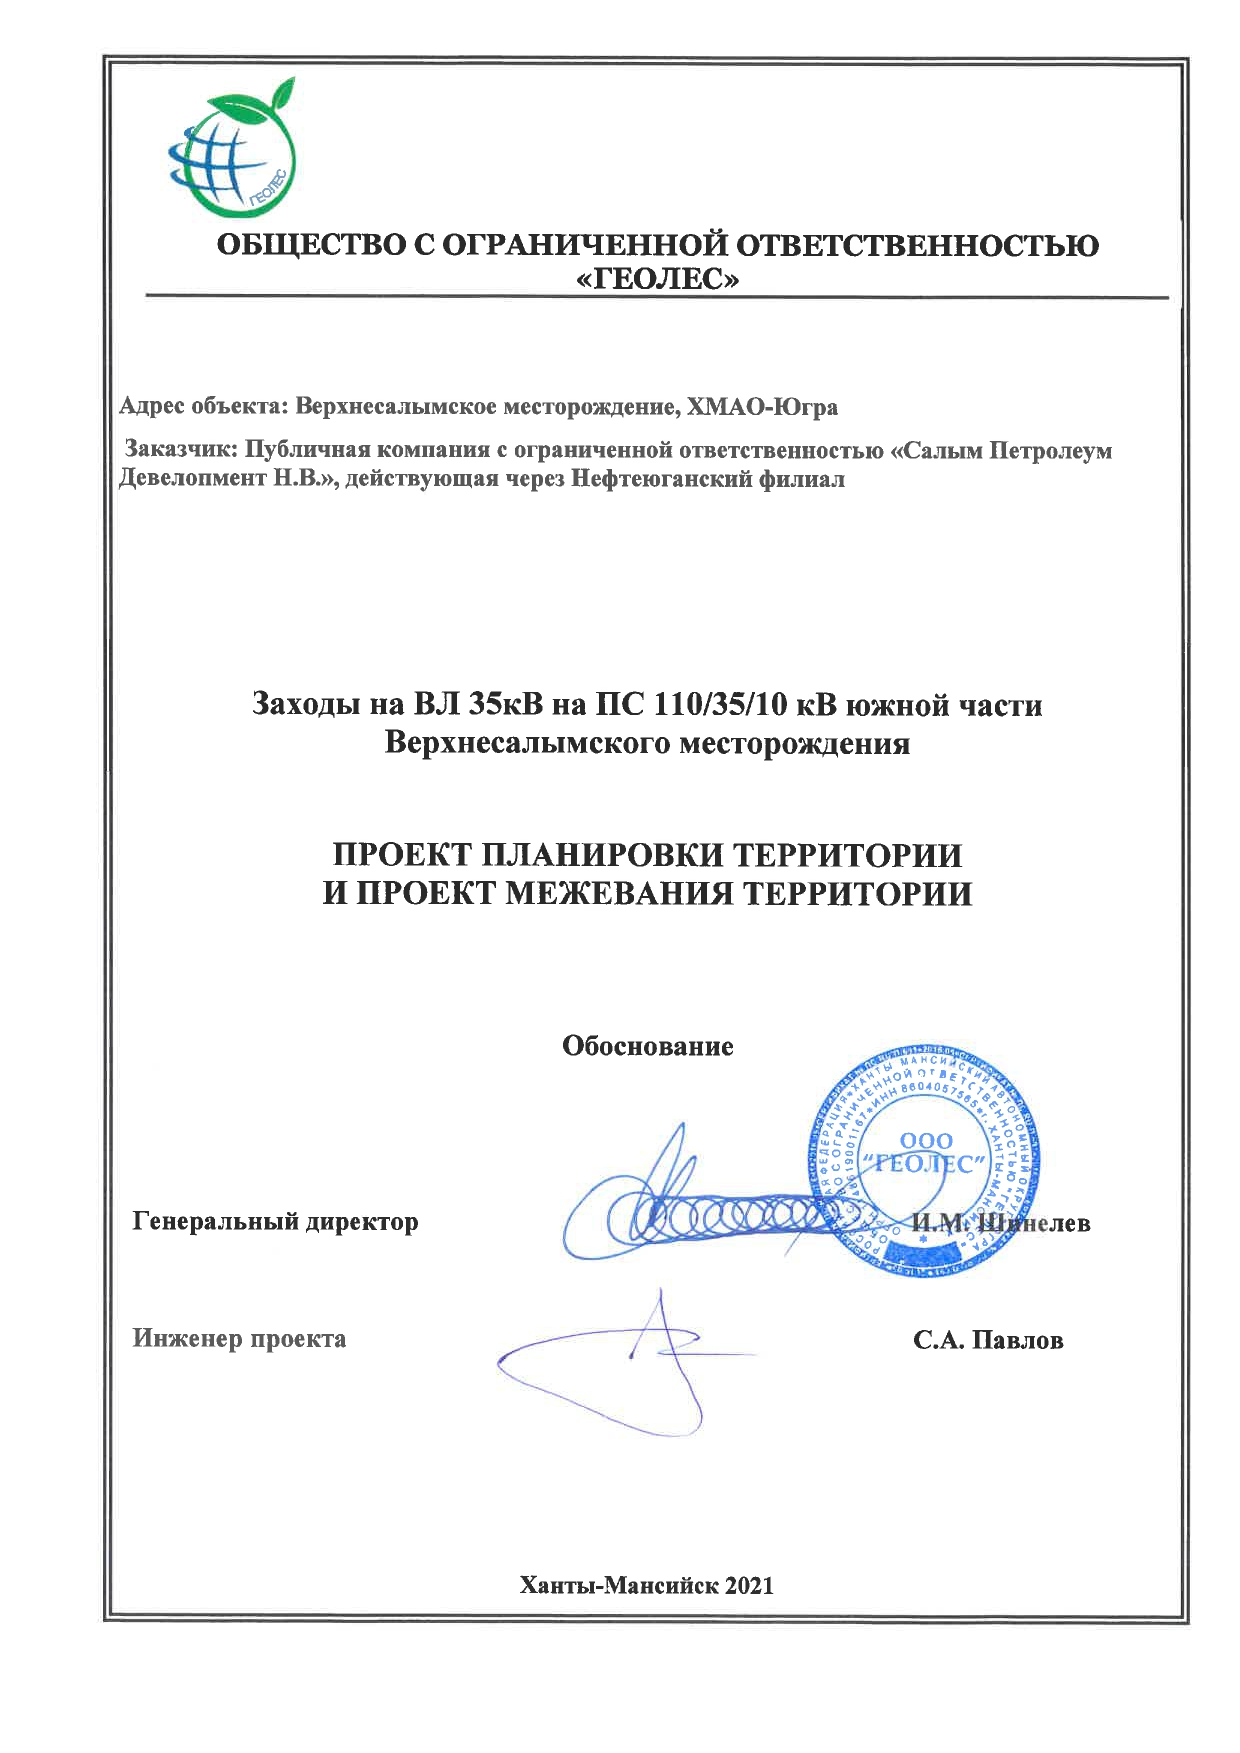 ГЕОЛЕС
ОБЩЕСТВО С ОГРАНИЧЕННОЙ ОТВЕТСТВЕННОСТЬЮ
«ГЕОЛЕС»
Адрес объекта: Верхнесалымское месторождение, ХМАО-Югра
Заказчик: Публичная компания с ограниченной ответственностью «Салым Петролеум
Девелопмент Н.В.», действующая через Нефтеюганский филиал
Заходы на ВЛ 35кВ на ПС 110/35/10 кВ южной части
Верхнесалымского месторождения
ПРОЕКТ ПЛАНИРОВКИ ТЕРРИТОРИИ
И ПРОЕКТ МЕЖЕВАНИЯ ТЕРРИТОРИИ
Обоснование
ООО
"ГЕОЛЕС"
Генеральный директор
И.М. Шинелев
Инженер проекта
С.А. Павлов
Ханты-Мансийск 2021